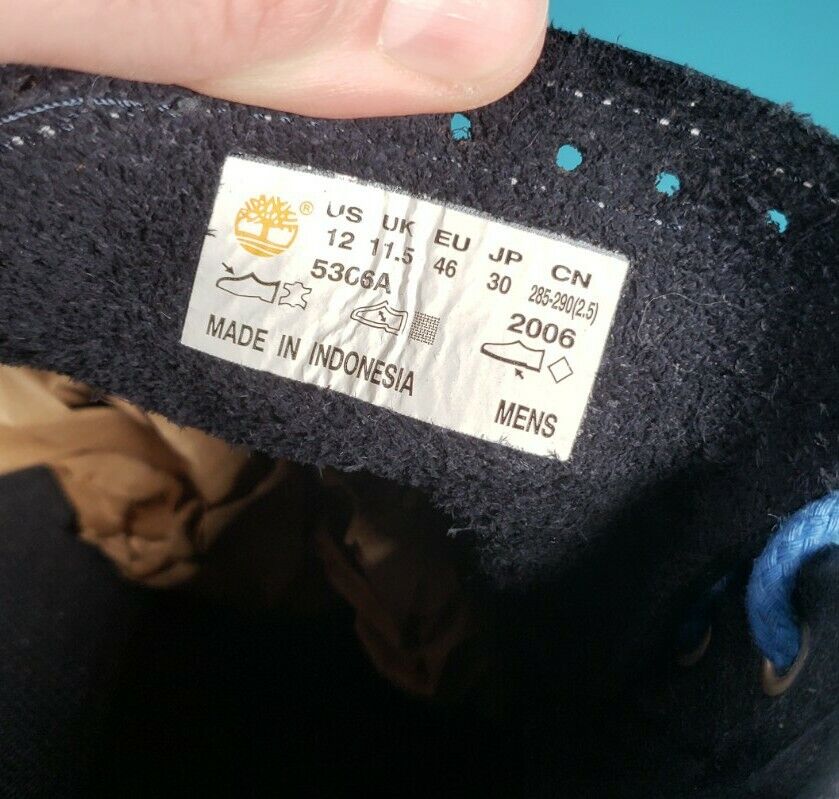 ® US UK EU JP CN
12 11.5 46 30 285-290(2.5)
5306A 2006
MADE IN INDONESIA
MENS